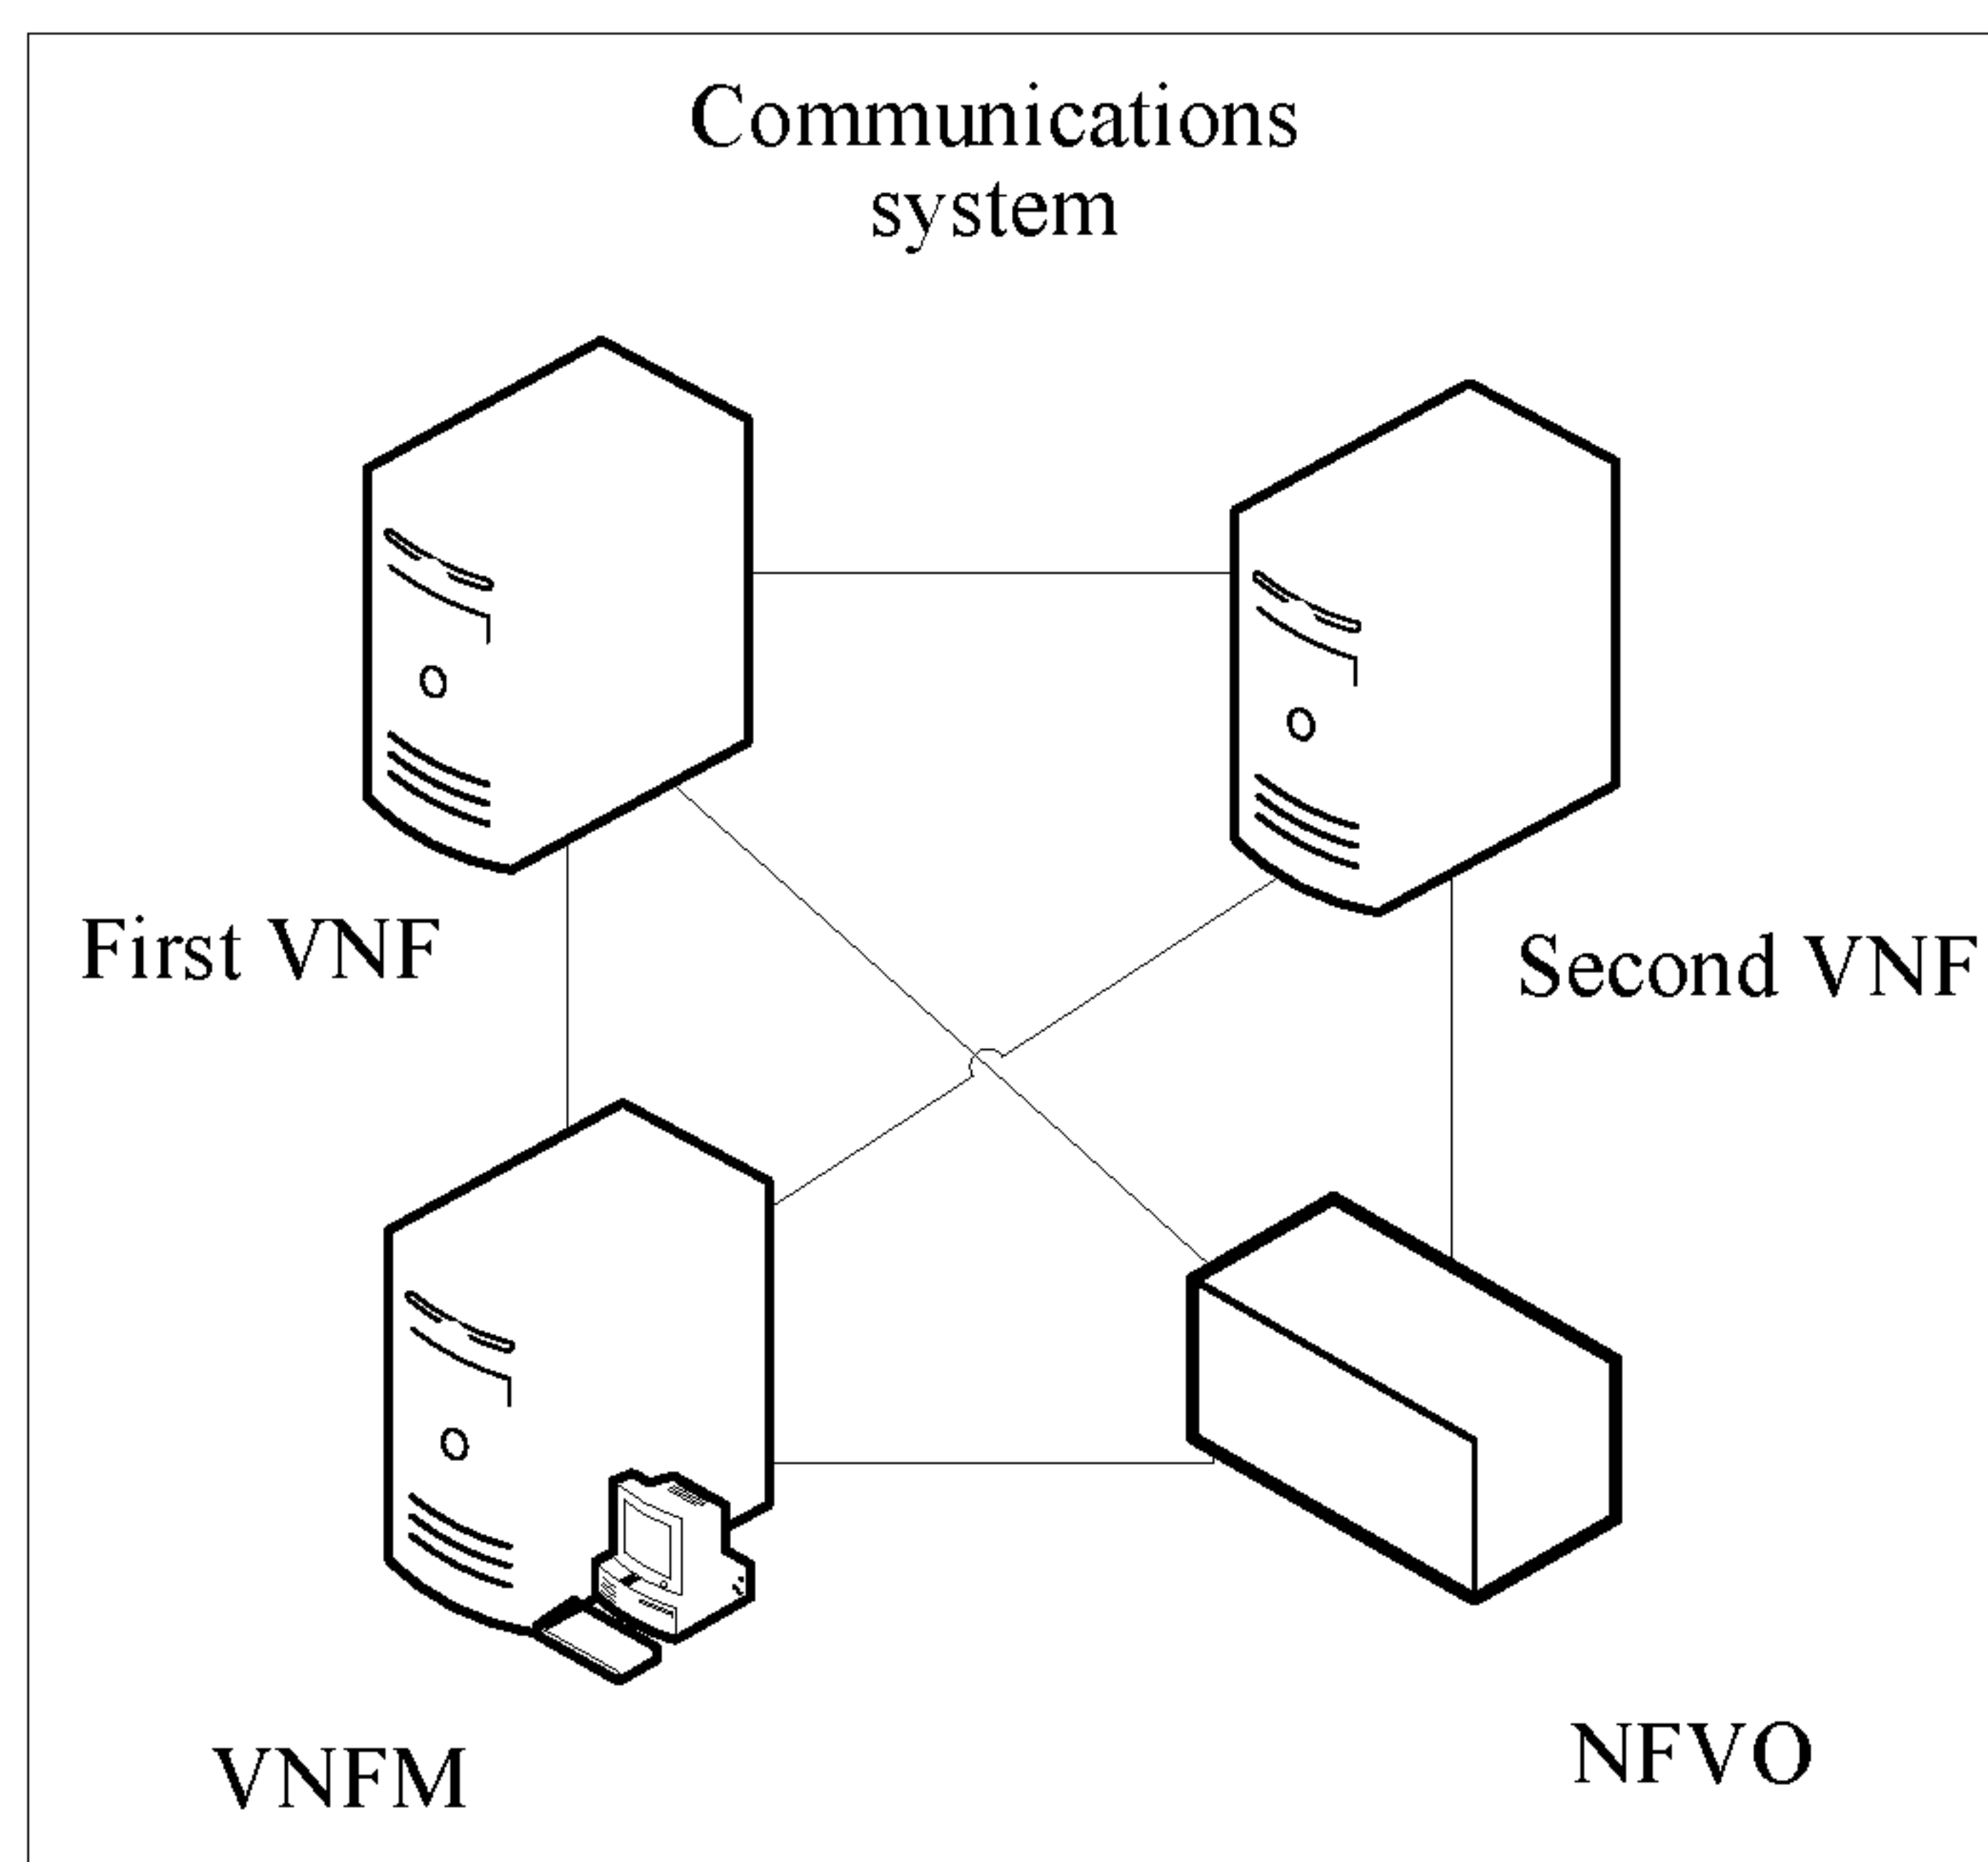 Communications
system
First VNF
Second VNF
VNFM
NFVO